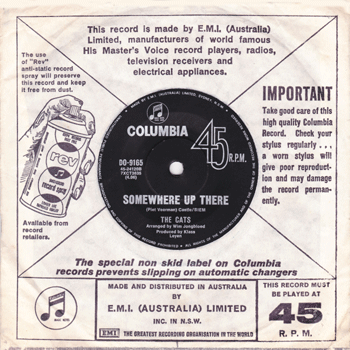 This record is made by E.M.I. (Australia)
Limited, manufacturers of world famous
His Master's Voice record players, radios,
television receivers and
electrical appliances.
The use
of "Rev"
anti-static record
spray will preserve
this record and keep
it free from dust.
rev
Available from
record
retailers.
IMPORTANT
Take good care of this
high quality Columbia
Record. Check your
stylus regularly...
a worn stylus will
give poor reproduct-
ion and may damage
the record perman-
ently.
COLUMBIA
45
R.P.M.
DO-9165
SOMEWHERE UP THERE
THE CATS
Arranged by Wim Jongbloed
Produced by Klaas
Leyen
The special non skid label on Columbia
records prevents slipping on automatic changers
MADE AND DISTRIBUTED IN AUSTRALIA
BY
E.M.I. (AUSTRALIA) LIMITED
INC. IN N.S.W.
EMI THE GREATEST RECORDING ORGANISATION IN THE WORLD
THIS RECORD MUST
BE PLAYED AT
45
R. P. M.